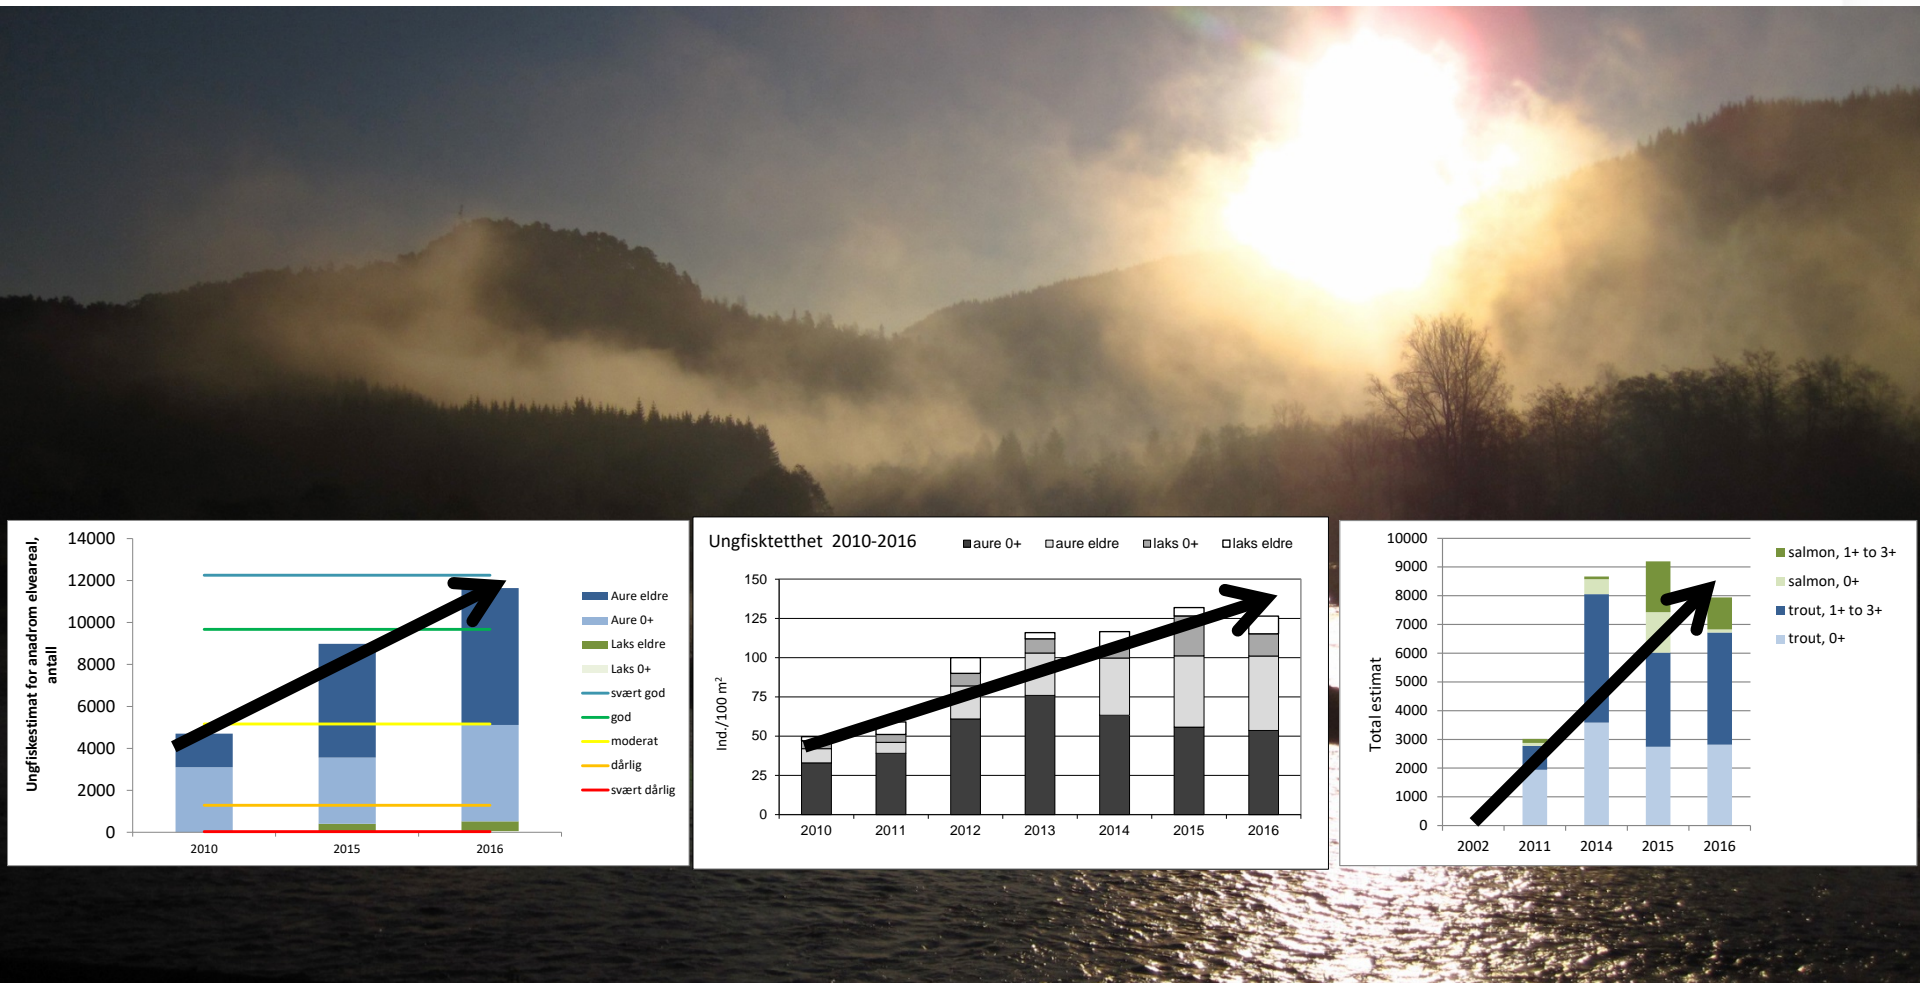 Ungfiskestimat for anadrom elveareal,
antall
14000
12000
10000
8000
6000
4000
2000
0
2010
2015
2016
Aure eldre
Aure 0+
Laks eldre
Laks 0+
svært god
god
moderat
dårlig
svært dårlig
Ungfisktetthet 2010-2016
aure 0+
aure eldre
laks 0+
laks eldre
Ind./100 m²
150
125
100
75
50
25
0
2010
2011
2012
2013
2014
2015
2016
Total estimat
10000
9000
8000
7000
6000
5000
4000
3000
2000
1000
0
2002
2011
2014
2015
2016
salmon, 1+ to 3+
salmon, 0+
trout, 1+ to 3+
trout, 0+